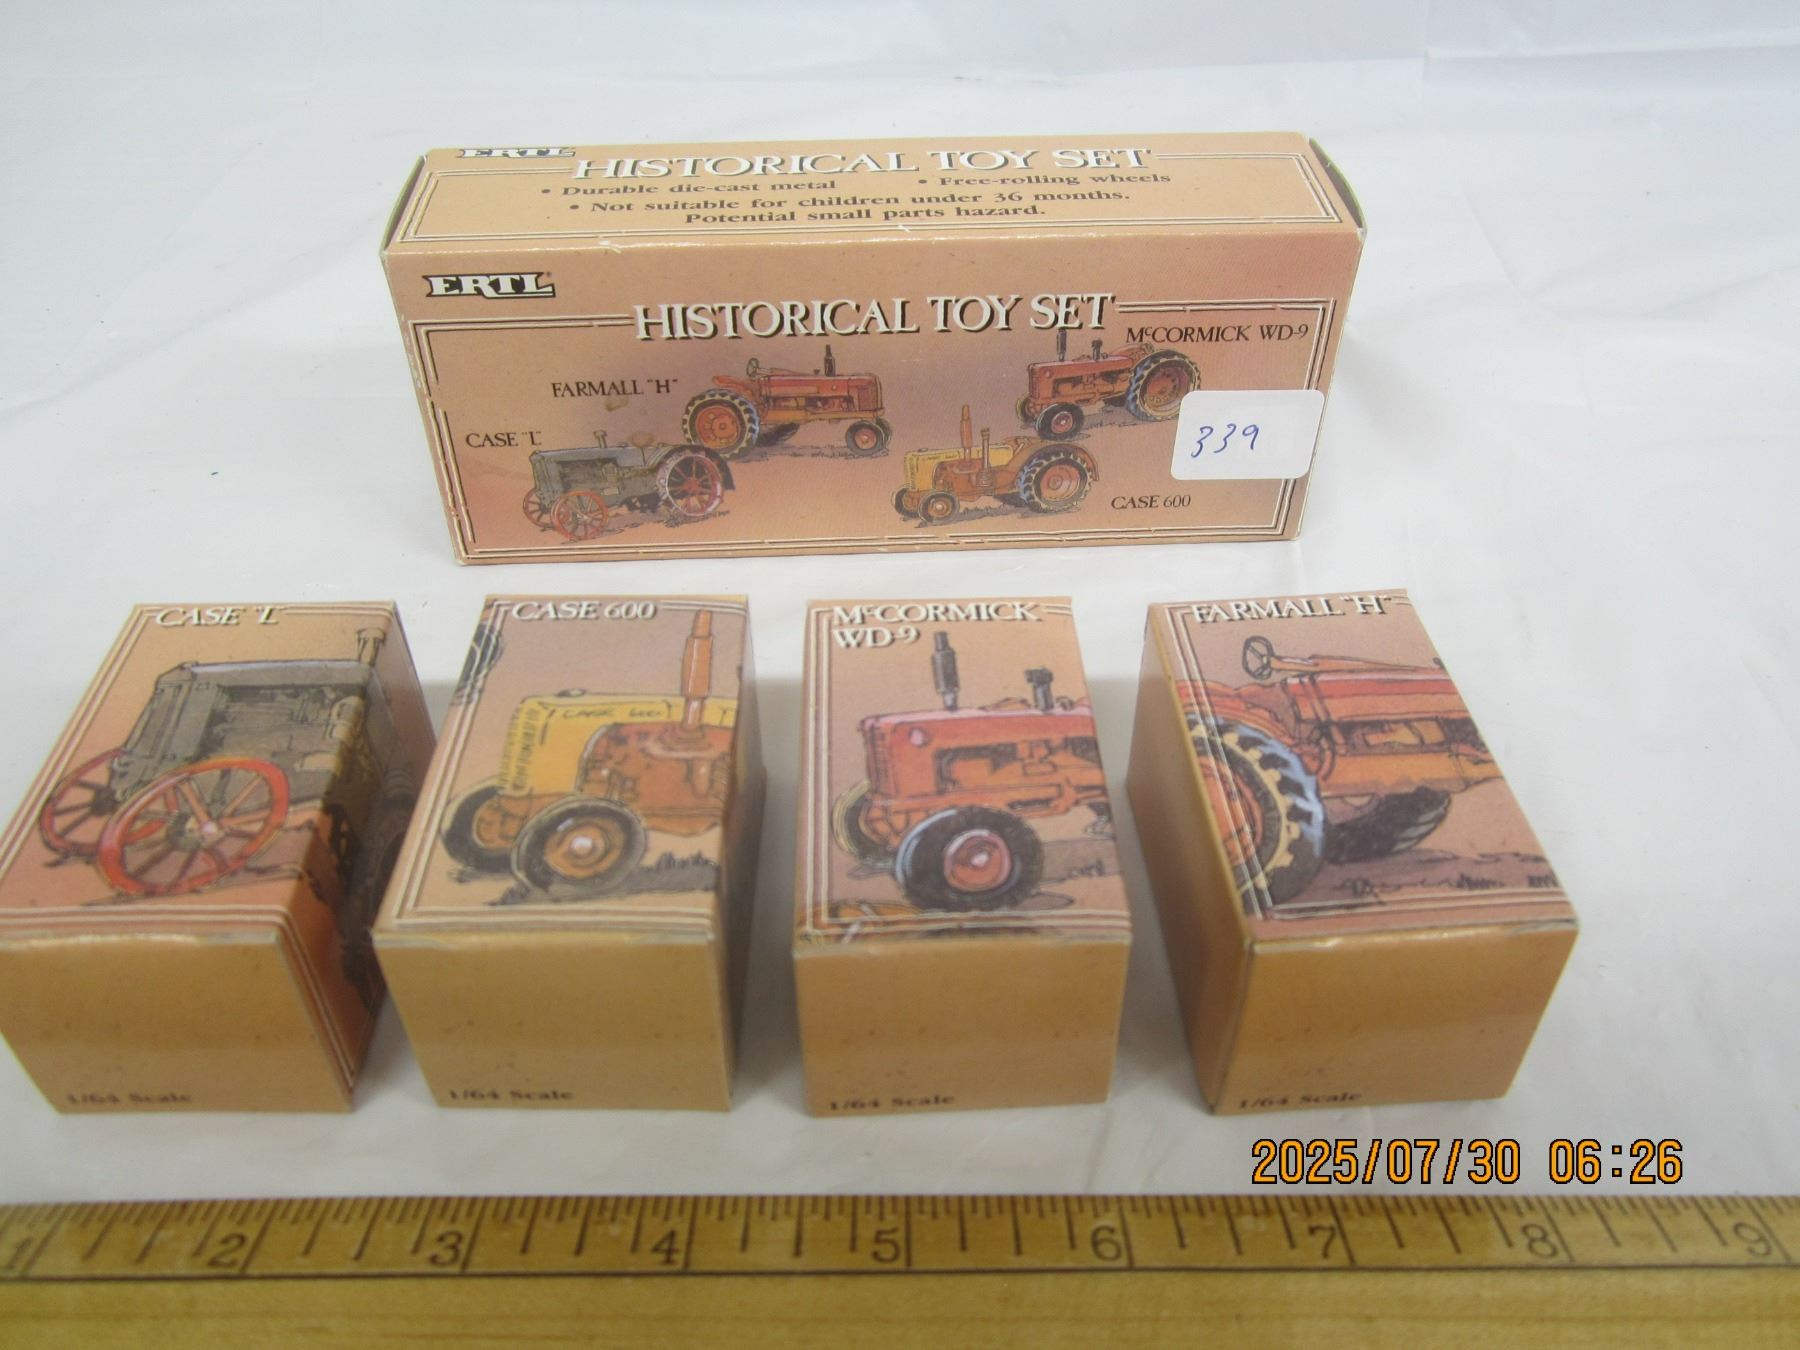 ERTL
HISTORICAL TOY SET
• Durable die-cast metal • Free-rolling wheels
• Not suitable for children under 36 months.
Potential small parts hazard.
ERTL
HISTORICAL TOY SET
McCORMICK WD-9
FARMALL "H"
CASE "L"
339
CASE 600
CASE "L"
CASE 600
McCORMICK
WD-9
FARMALL "H"
CASE 600
1/64 Scale
1/64 Scale
1/64 Scale
1/64 Scale
2025/07/30 06:26
1 2 3 4 5 6 7 8 9